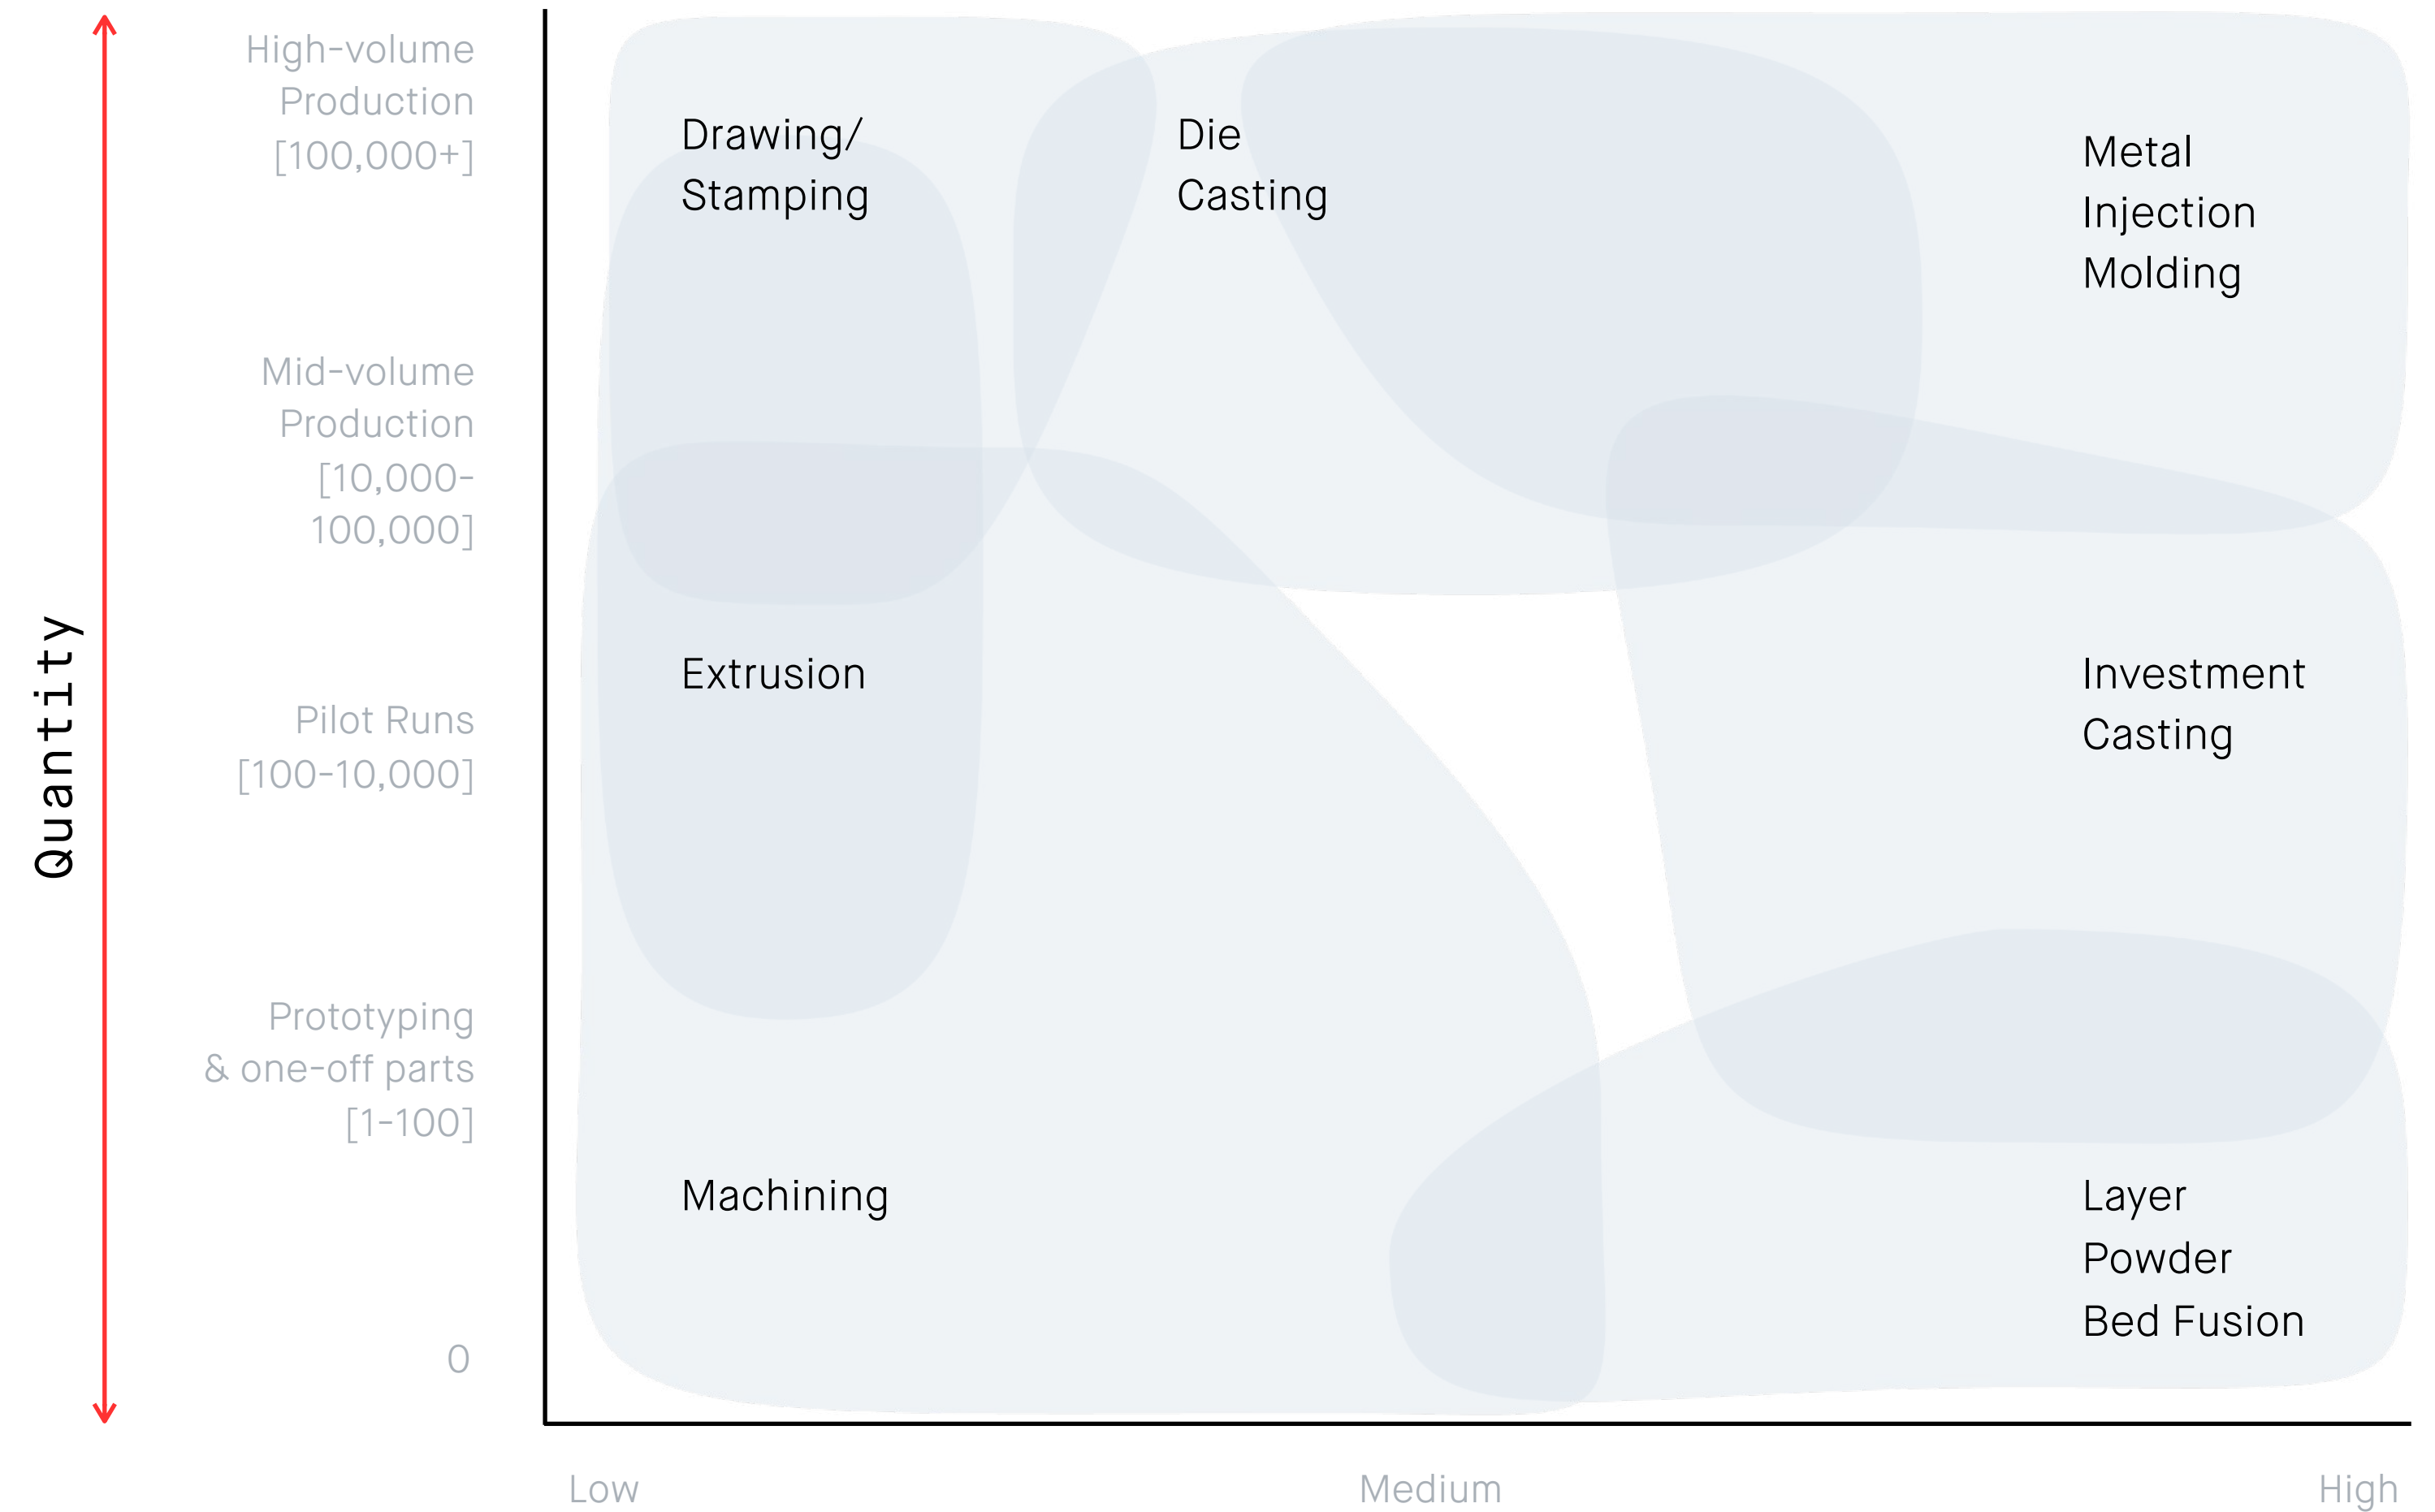 High-volume
Production
[100,000+]
Mid-volume
Production
[10,000-
100,000]
Pilot Runs
[100-10,000]
Prototyping
& one-off parts
[1-100]
0
Quantity
Drawing/
Stamping
Die
Casting
Metal
Injection
Molding
Extrusion
Investment
Casting
Machining
Layer
Powder
Bed Fusion
Low
Medium
High